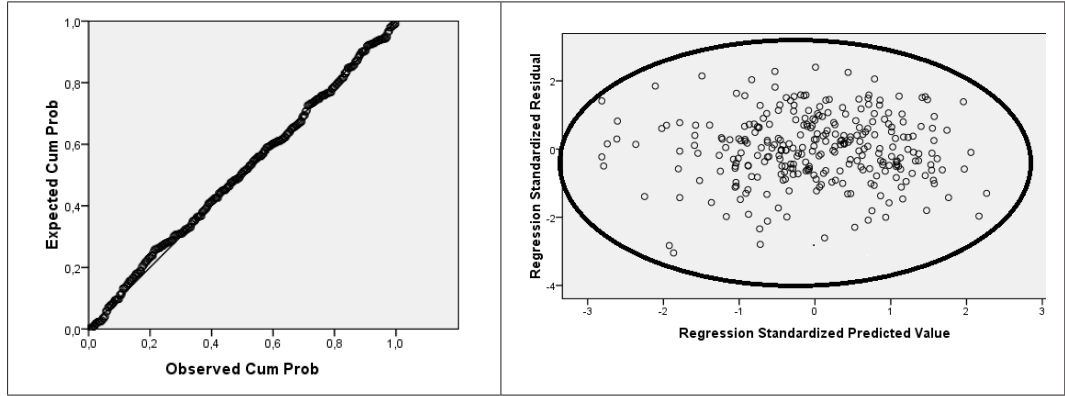 1,0
0,8
0,6
0,4
0,2
0,0
Expected Cum Prob
0,0 0,2 0,4 0,6 0,8 1,0
Observed Cum Prob
2
0
-2
-4
Regression Standardized Residual
-3 -2 -1 0 1 2 3
Regression Standardized Predicted Value